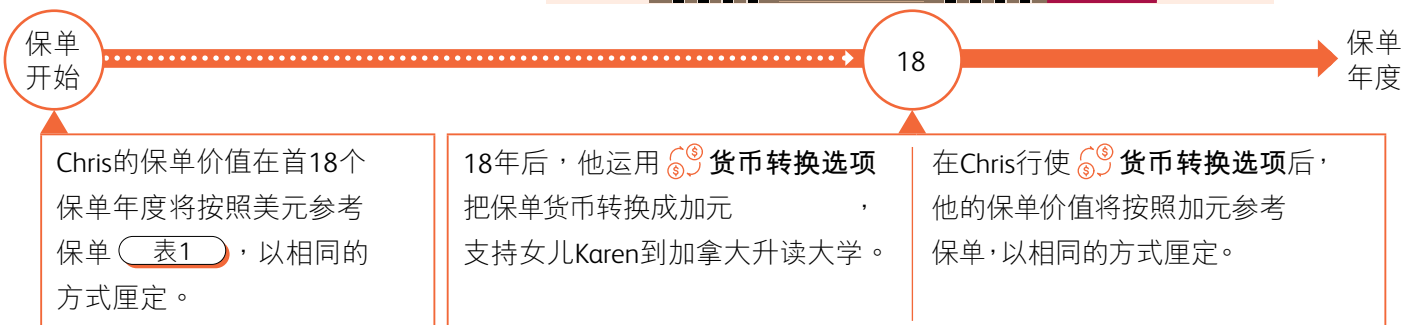 保单
开始
18
保单
年度
Chris的保单价值在首18个
保单年度将按照美元参考
保单 表1 ，以相同的
方式厘定。
18年后，他运用 货币转换选项
把保单货币转换成加元 ，
支持女儿Karen到加拿大升读大学。
在Chris行使 货币转换选项后，
他的保单价值将按照加元参考
保单，以相同的方式厘定。